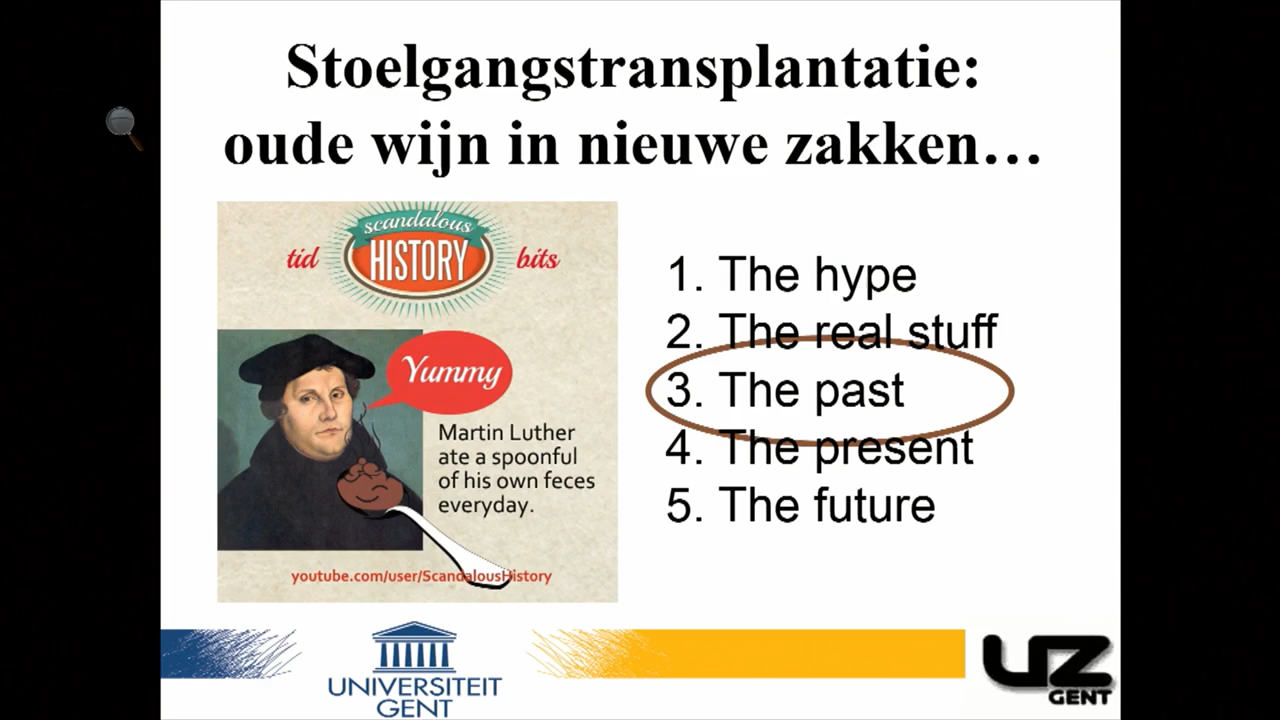 Stoelgangstransplantatie:
oude wijn in nieuwe zakken…
scandalous
tid HISTORY bits
Yummy
Martin Luther
ate a spoonful
of his own feces
everyday.
youtube.com/user/ScandalousHistory
1. The hype
2. The real stuff
3. The past
4. The present
5. The future
UNIVERSITEIT
GENT
UZ
GENT